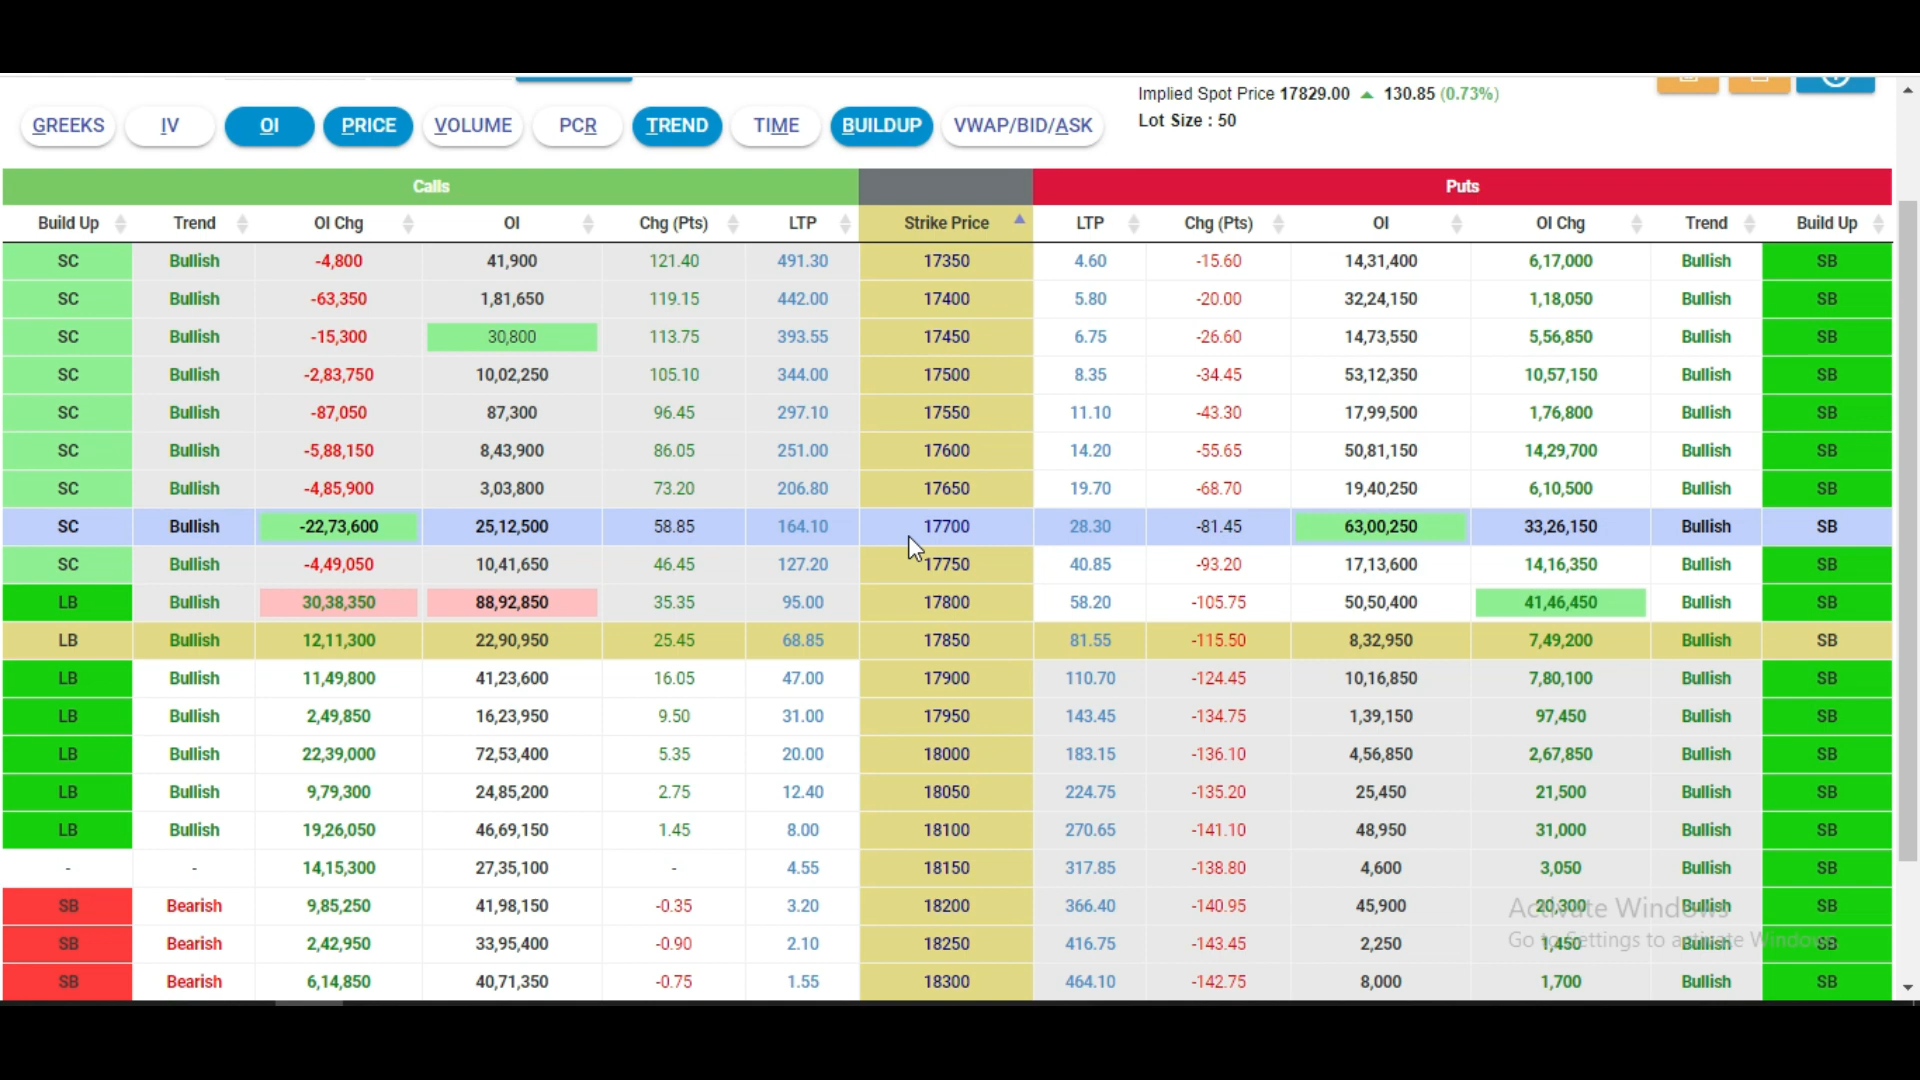 Implied Spot Price 17829.00 ▲ 130.85 (0.73%)
GREEKS IV OI PRICE VOLUME PCR TREND TIME BUILDUP VWAP/BID/ASK
Lot Size : 50
Calls Puts
Build Up Trend OI Chg OI Chg (Pts) LTP Strike Price LTP Chg (Pts) OI OI Chg Trend Build Up
SC Bullish -4,800 41,900 121.40 491.30 17350 4.60 -15.60 14,31,400 6,17,000 Bullish SB
SC Bullish -63,350 1,81,650 119.15 442.00 17400 5.80 -20.00 32,24,150 1,18,050 Bullish SB
SC Bullish -15,300 30,800 113.75 393.55 17450 6.75 -26.60 14,73,550 5,56,850 Bullish SB
SC Bullish -2,83,750 10,02,250 105.10 344.00 17500 8.35 -34.45 53,12,350 10,57,150 Bullish SB
SC Bullish -87,050 87,300 96.45 297.10 17550 11.10 -43.30 17,99,500 1,76,800 Bullish SB
SC Bullish -5,88,150 8,43,900 86.05 251.00 17600 14.20 -55.65 50,81,150 14,29,700 Bullish SB
SC Bullish -4,85,900 3,03,800 73.20 206.80 17650 19.70 -68.70 19,40,250 6,10,500 Bullish SB
SC Bullish -22,73,600 25,12,500 58.85 164.10 17700 28.30 -81.45 63,00,250 33,26,150 Bullish SB
SC Bullish -4,49,050 10,41,650 46.45 127.20 17750 40.85 -93.20 17,13,600 14,16,350 Bullish SB
LB Bullish 30,38,350 88,92,850 35.35 95.00 17800 58.20 -105.75 50,50,400 41,46,450 Bullish SB
LB Bullish 12,11,300 22,90,950 25.45 68.85 17850 81.55 -115.50 8,32,950 7,49,200 Bullish SB
LB Bullish 11,49,800 41,23,600 16.05 47.00 17900 110.70 -124.45 10,16,850 7,80,100 Bullish SB
LB Bullish 2,49,850 16,23,950 9.50 31.00 17950 143.45 -134.75 1,39,150 97,450 Bullish SB
LB Bullish 22,39,000 72,53,400 5.35 20.00 18000 183.15 -136.10 4,56,850 2,67,850 Bullish SB
LB Bullish 9,79,300 24,85,200 2.75 12.40 18050 224.75 -135.20 25,450 21,500 Bullish SB
LB Bullish 19,26,050 46,69,150 1.45 8.00 18100 270.65 -141.10 48,950 31,000 Bullish SB
- - 14,15,300 27,35,100 - 4.55 18150 317.85 -138.80 4,600 3,050 Bullish SB
SB Bearish 9,85,250 41,98,150 -0.35 3.20 18200 366.40 -140.95 45,900 20,300 Bullish SB
Activate Windows
SB Bearish 2,42,950 33,95,400 -0.90 2.10 18250 416.75 -143.45 2,250 1,450 Bullish SB
Go to Settings to activate Windows.
SB Bearish 6,14,850 40,71,350 -0.75 1.55 18300 464.10 -142.75 8,000 1,700 Bullish SB